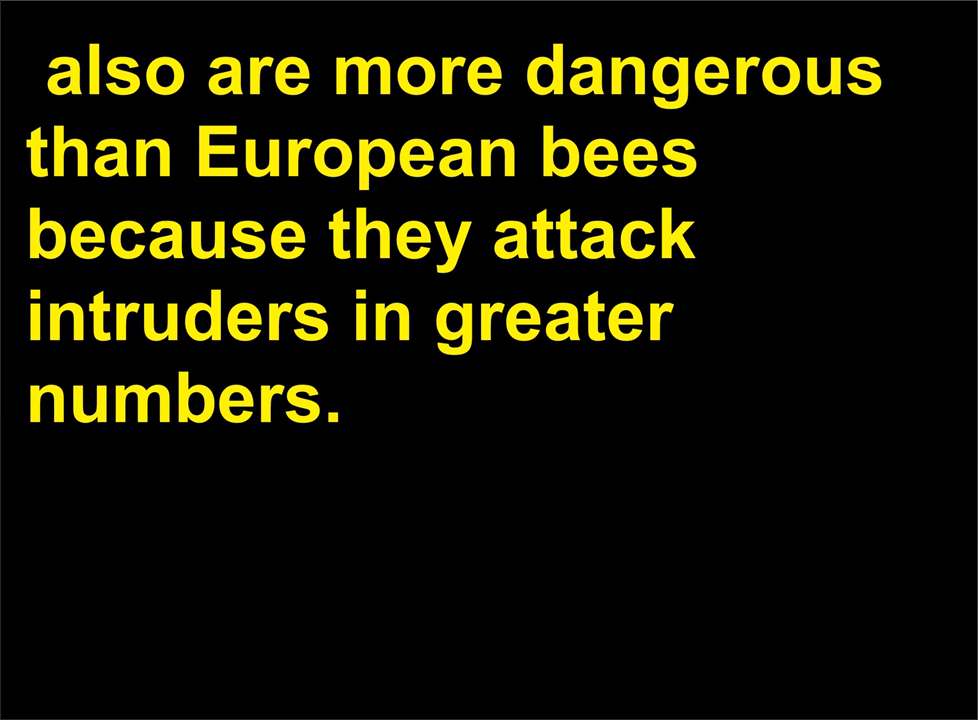 also are more dangerous
than European bees
because they attack
intruders in greater
numbers.